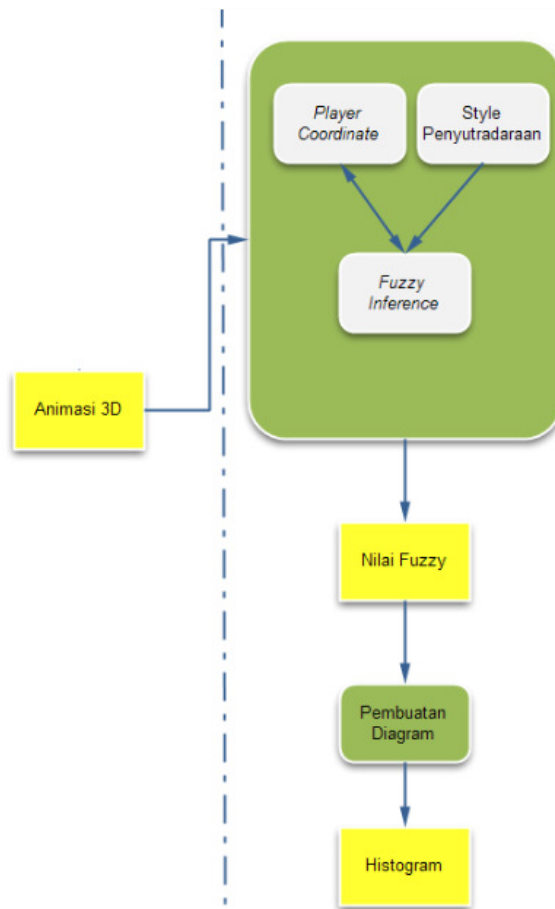 Player
Coordinate
Style
Penyutradaraan
Fuzzy
Inference
Animasi 3D
Nilai Fuzzy
Pembuatan
Diagram
Histogram